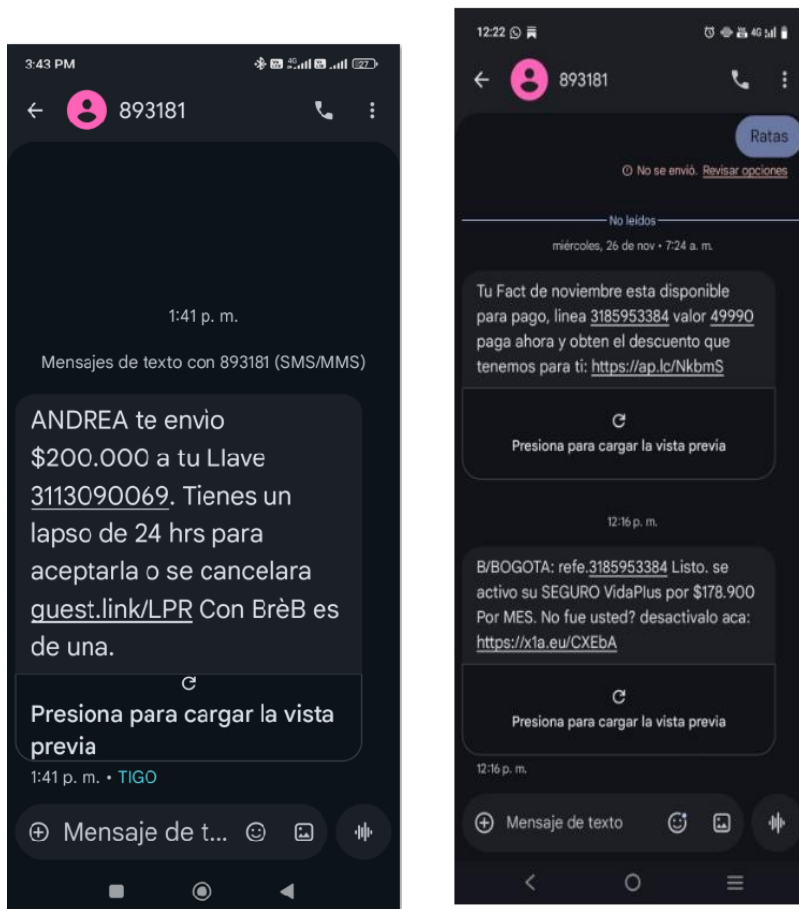 3:43 PM
4G
27
893181
1:41 p. m.
Mensajes de texto con 893181 (SMS/MMS)
ANDREA te envìo
$200.000 a tu Llave
3113090069. Tienes un
lapso de 24 hrs para
aceptarla o se cancelara
guest.link/LPR Con BrèB es
de una.
Presiona para cargar la vista
previa
1:41 p. m. • TIGO
Mensaje de t...
12:22
4G
893181
Ratas
No se envió. Revisar opciones
No leídos
miércoles, 26 de nov • 7:24 a. m.
Tu Fact de noviembre esta disponible
para pago, linea 3185953384 valor 49990
paga ahora y obten el descuento que
tenemos para ti: https://ap.lc/NkbmS
Presiona para cargar la vista previa
12:16 p. m.
B/BOGOTA: refe.3185953384 Listo. se
activo su SEGURO VidaPlus por $178.900
Por MES. No fue usted? desactivalo aca:
https://x1a.eu/CXEbA
Presiona para cargar la vista previa
12:16 p. m.
Mensaje de texto